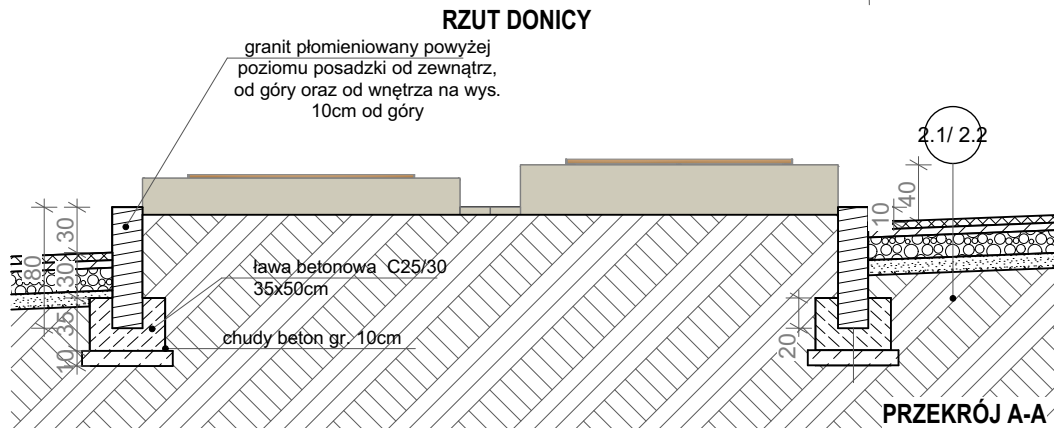 RZUT DONICY
granit płomieniowany powyżej
poziomu posadzki od zewnątrz,
od góry oraz od wnętrza na wys.
10cm od góry
2.1/ 2.2
40
10
30
80
30
35
10
ława betonowa C25/30
35x50cm
chudy beton gr. 10cm
20
PRZEKRÓJ A-A